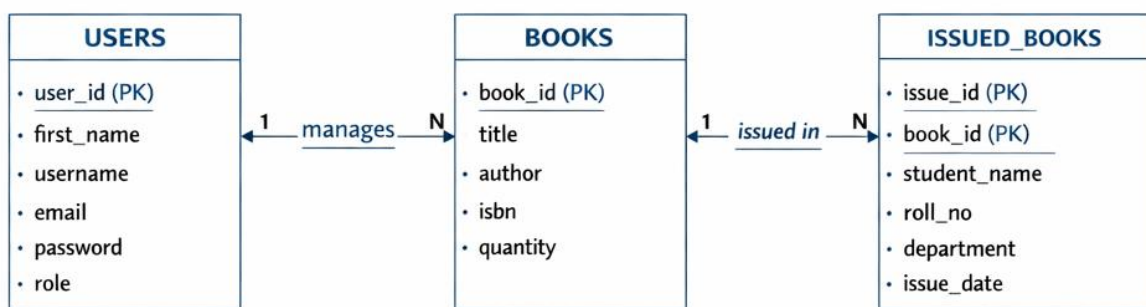 USERS
• user_id (PK)
• first_name
• username
• email
• password
• role
1 manages N
BOOKS
• book_id (PK)
title
• author
• isbn
• quantity
1 issued in N
ISSUED_BOOKS
• issue_id (PK)
• book_id (PK)
• student_name
• roll_no
• department
• issue_date